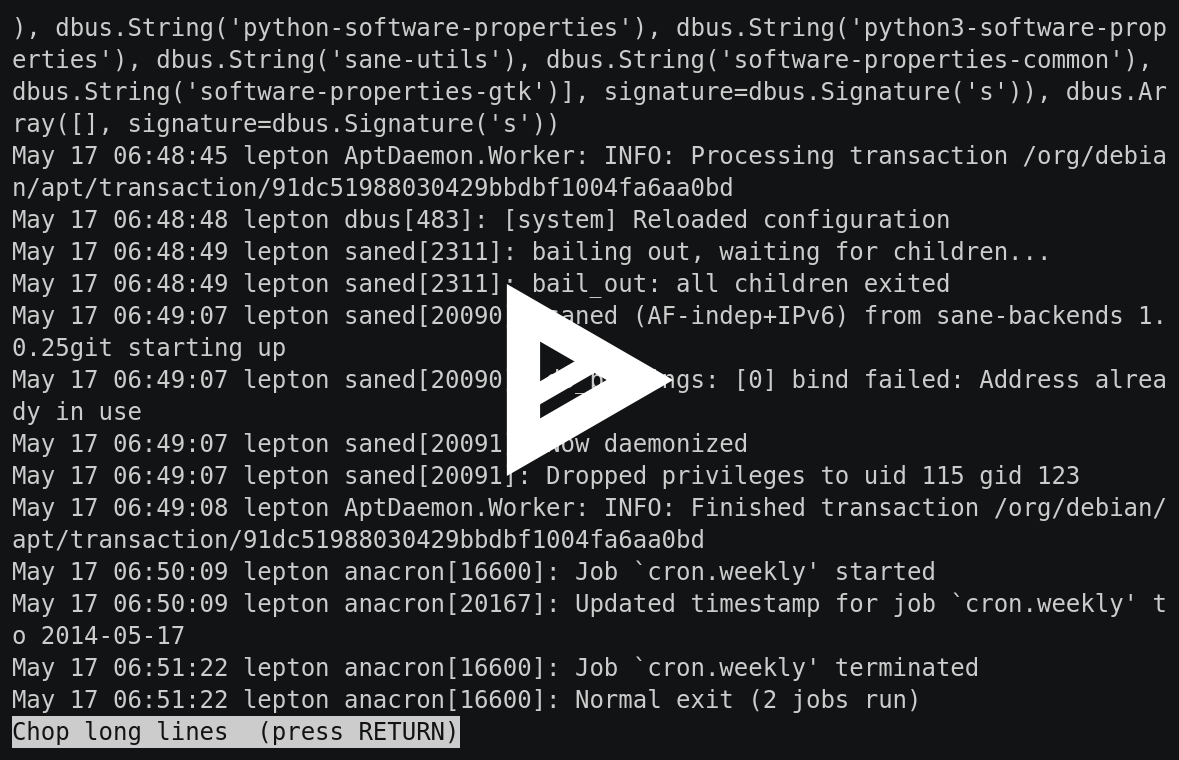 ), dbus.String('python-software-properties'), dbus.String('python3-software-prop
erties'), dbus.String('sane-utils'), dbus.String('software-properties-common'),
dbus.String('software-properties-gtk')], signature=dbus.Signature('s')), dbus.Ar
ray([], signature=dbus.Signature('s'))
May 17 06:48:45 lepton AptDaemon.Worker: INFO: Processing transaction /org/debia
n/apt/transaction/91dc51988030429bbdbf1004fa6aa0bd
May 17 06:48:48 lepton dbus[483]: [system] Reloaded configuration
May 17 06:48:49 lepton saned[2311]: bailing out, waiting for children...
May 17 06:48:49 lepton saned[2311]: bail_out: all children exited
May 17 06:49:07 lepton saned[20090 saned (AF-indep+IPv6) from sane-backends 1.
0.25git starting up
May 17 06:49:07 lepton saned[20090 [0] bind failed: Address alrea
dy in use
May 17 06:49:07 lepton saned[20091 now daemonized
May 17 06:49:07 lepton saned[20091]: Dropped privileges to uid 115 gid 123
May 17 06:49:08 lepton AptDaemon.Worker: INFO: Finished transaction /org/debian/
apt/transaction/91dc51988030429bbdbf1004fa6aa0bd
May 17 06:50:09 lepton anacron[16600]: Job `cron.weekly' started
May 17 06:50:09 lepton anacron[20167]: Updated timestamp for job `cron.weekly' t
o 2014-05-17
May 17 06:51:22 lepton anacron[16600]: Job `cron.weekly' terminated
May 17 06:51:22 lepton anacron[16600]: Normal exit (2 jobs run)
Chop long lines  (press RETURN)